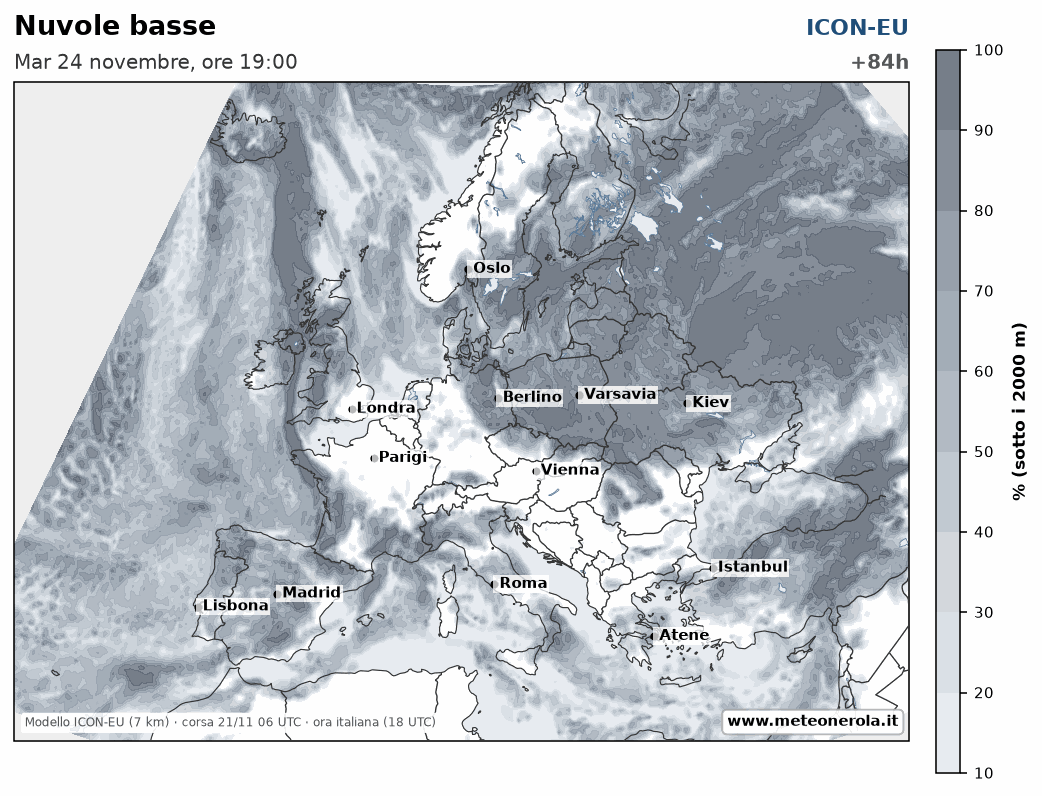 Nuvole basse
ICON-EU
Mar 24 novembre, ore 19:00
+84h
100
90
80
70
60
50
40
30
20
10
% (sotto i 2000 m)
Oslo
Berlino
Varsavia
Kiev
Londra
Parigi
Vienna
Istanbul
Roma
Madrid
Lisbona
Atene
Modello ICON-EU (7 km) · corsa 21/11 06 UTC · ora italiana (18 UTC)
www.meteonerola.it